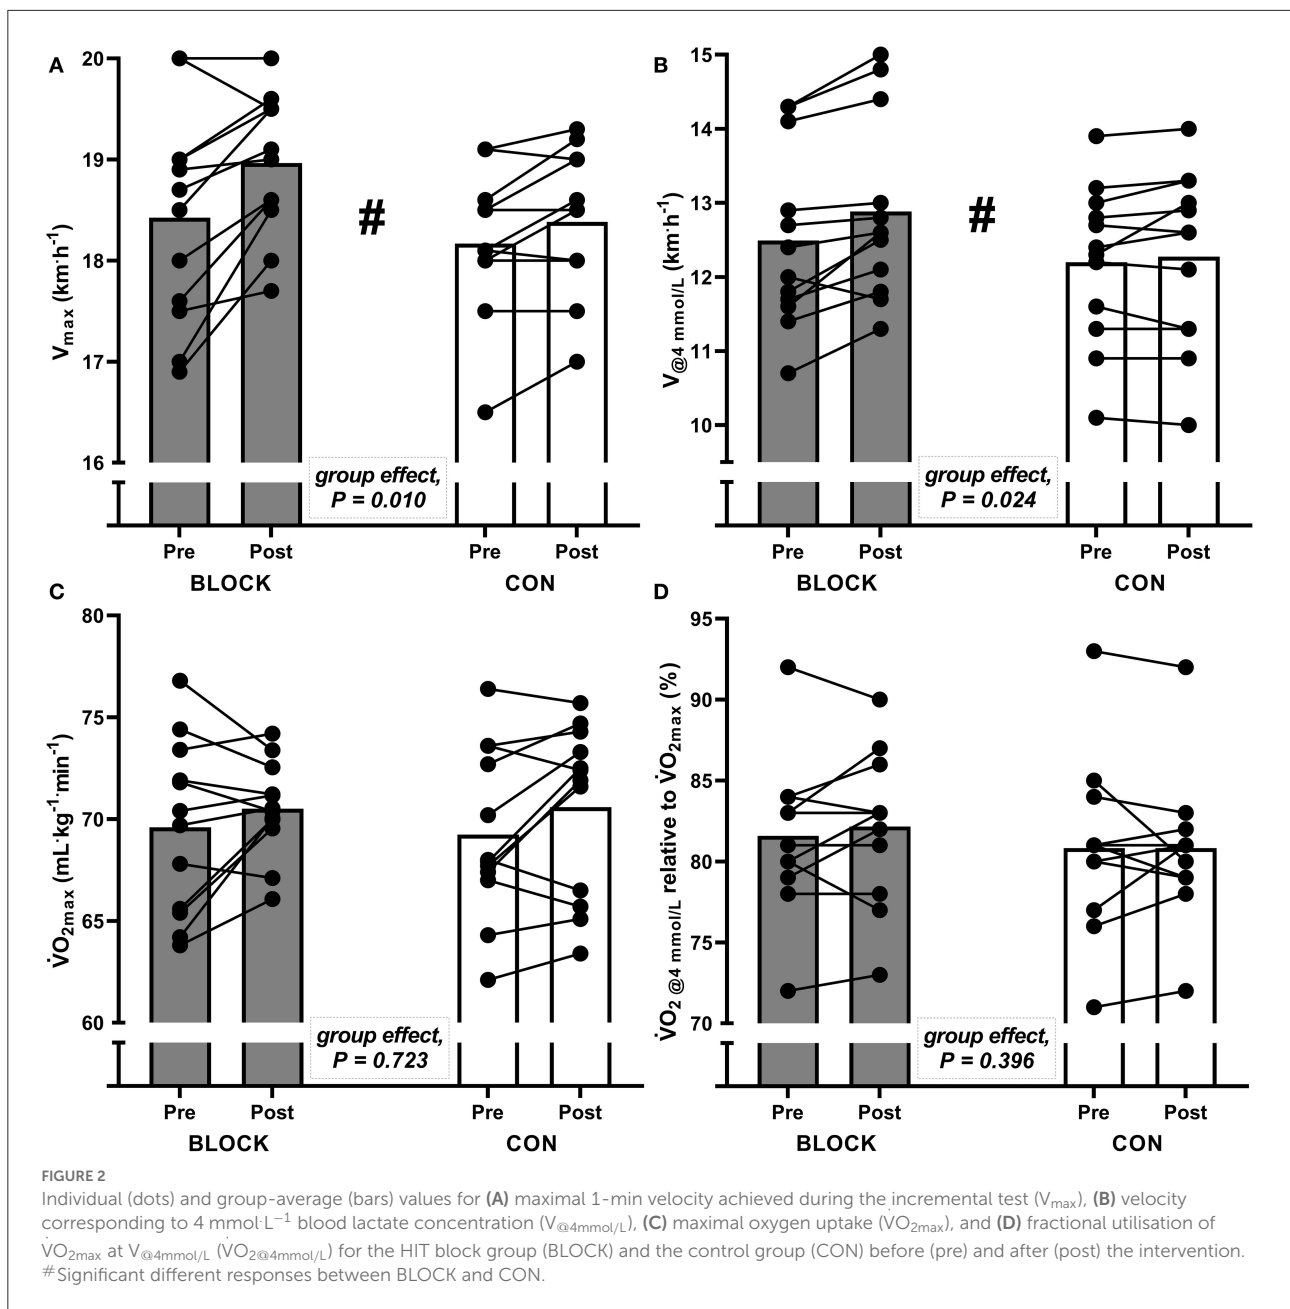 A
20
19
18
17
16
Vmax (km·h-1)
#
group effect,
P = 0.010
Pre
Post
Pre
Post
BLOCK
CON
B
15
14
13
12
11
10
V@4 mmol/L (km·h-1)
#
group effect,
P = 0.024
Pre
Post
Pre
Post
BLOCK
CON
C
80
75
70
65
60
V̇O2max (mL·kg-1·min-1)
group effect,
P = 0.723
Pre
Post
Pre
Post
BLOCK
CON
D
95
90
85
80
75
70
V̇O2 @4 mmol/L relative to V̇O2max (%)
group effect,
P = 0.396
Pre
Post
Pre
Post
BLOCK
CON
FIGURE 2
Individual (dots) and group-average (bars) values for (A) maximal 1-min velocity achieved during the incremental test (Vmax), (B) velocity
corresponding to 4 mmol·L−1 blood lactate concentration (V@4mmol/L), (C) maximal oxygen uptake (V̇O2max), and (D) fractional utilisation of
V̇O2max at V@4mmol/L (V̇O2@4mmol/L) for the HIT block group (BLOCK) and the control group (CON) before (pre) and after (post) the intervention.
#Significant different responses between BLOCK and CON.